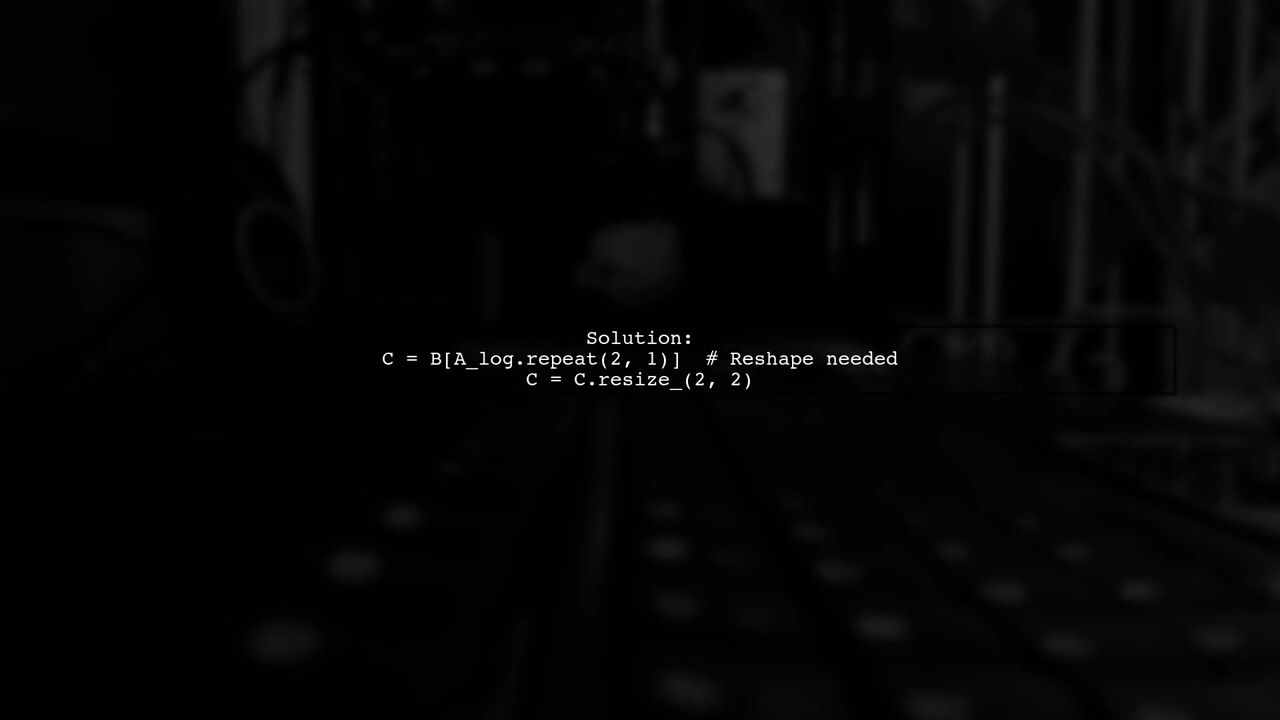 Solution:
C = B[A_log.repeat(2, 1)]  # Reshape needed
C = C.resize_(2, 2)